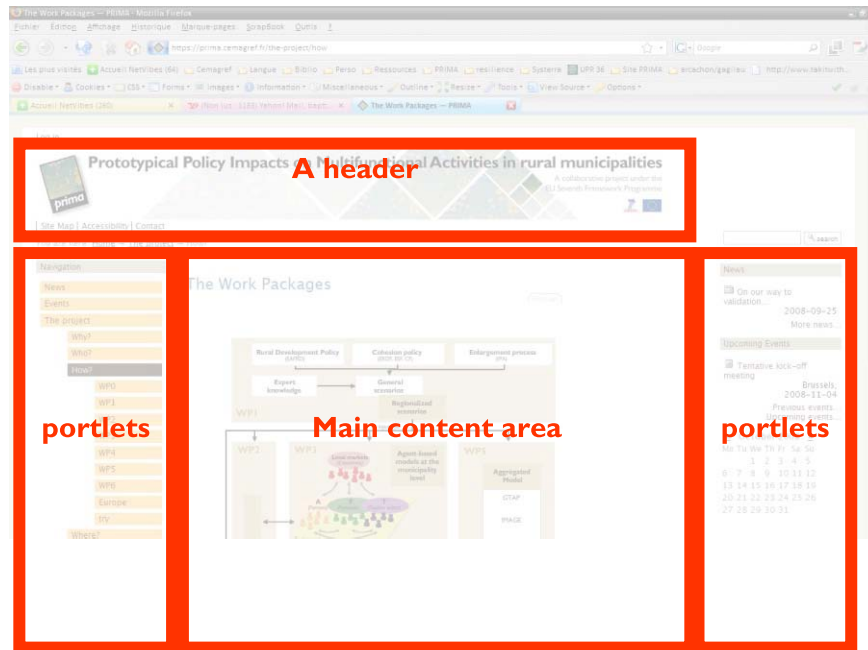 The Work Packages — PRIMA - Mozilla Firefox
Fichier Édition Affichage Historique Marque-pages ScrapBook Outils ?
https://prima.cemagref.fr/the-project/how
Google
Les plus visités Accueil Netvibes (64) Cemagref Langue Biblio Perso Ressources PRIMA resilience Systerre UPR 36 Site PRIMA
Disable Cookies CSS Forms Images Information Miscellaneous Outline Resize Tools View Source Options
Accueil Netvibes (280)
The Work Packages — PRIMA
Log in
Prototypical Policy Impacts on Multifunctional Activities in rural municipalities
A header
A collaborative project under the
EU Seventh Framework Programme
prima
Site Map | Accessibility | Contact
search
Navigation
News
Events
The project
Why?
Who?
How?
WP0
WP1
WP4
WP5
WP6
Europe
Where?
portlets
The Work Packages
Rural Development Policy
Cohesion policy
Enlargement process
Expert
knowledge
General
scenarios
Regionalized
scenarios
WP1
WP2
Agent-based
models at the
municipality
level
Aggregated
Model
GTAP
IMAGE
Main content area
News
On our way to
validation...
2008-09-25
More news...
Upcoming Events
Tentative kick-off
meeting
Brussels,
2008-11-04
Previous events...
Upcoming events...
portlets
Mo Tu We Th Fr Sa Su
1 2 3 4 5
6 7 8 9 10 11 12
13 14 15 16 17 18 19
20 21 22 23 24 25 26
27 28 29 30 31